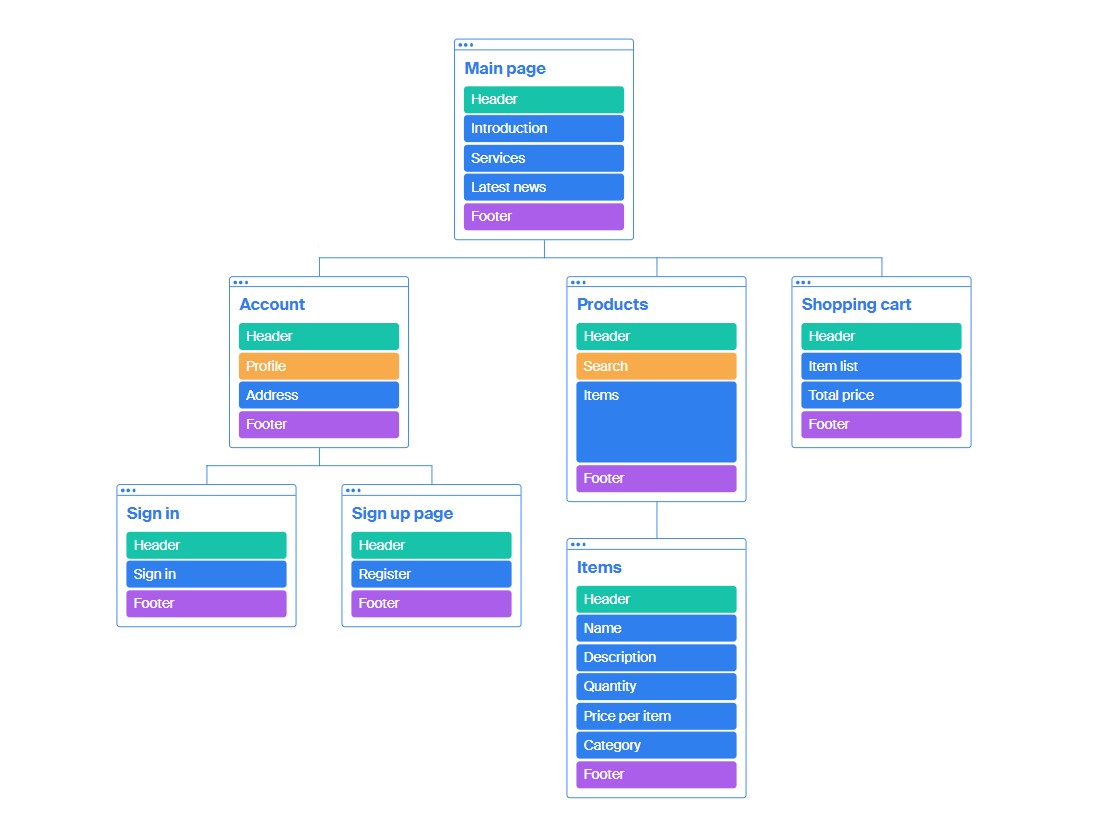 Main page
Header
Introduction
Services
Latest news
Footer
Account
Header
Profile
Address
Footer
Products
Header
Search
Items
Footer
Shopping cart
Header
Item list
Total price
Footer
Sign in
Header
Sign in
Footer
Sign up page
Header
Register
Footer
Items
Header
Name
Description
Quantity
Price per item
Category
Footer